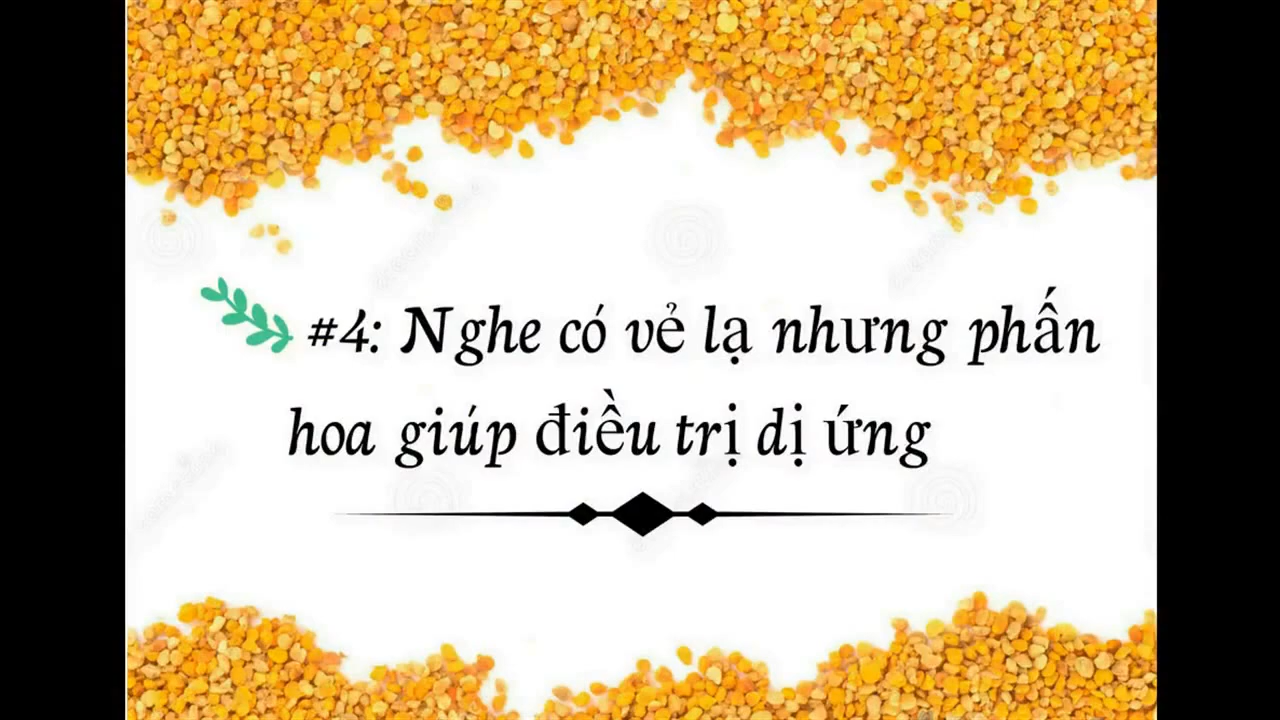 #4: Nghe có vẻ lạ nhưng phấn
hoa giúp điều trị dị ứng